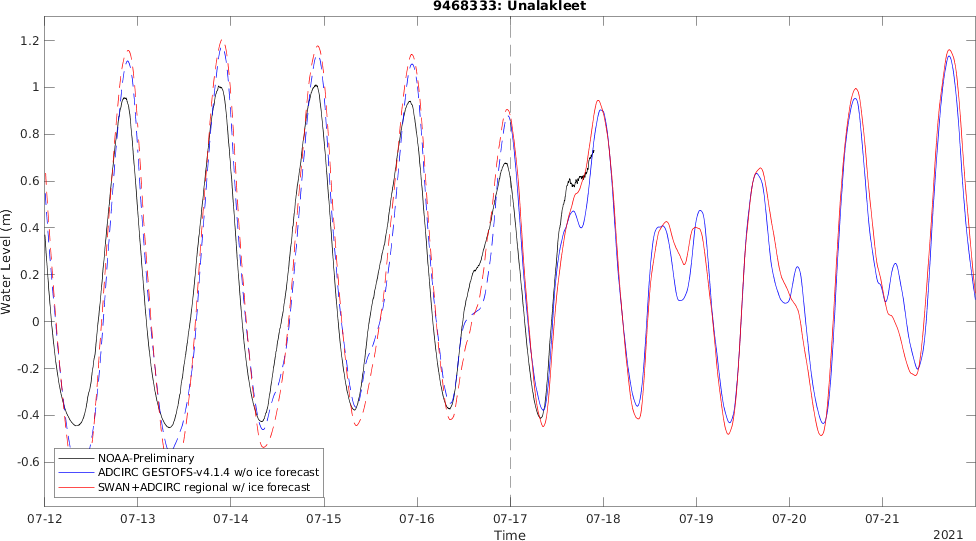 9468333: Unalakleet
Water Level (m)
1.2
1
0.8
0.6
0.4
0.2
0
-0.2
-0.4
-0.6
NOAA-Preliminary
ADCIRC GESTOFS-v4.1.4 w/o ice forecast
SWAN+ADCIRC regional w/ ice forecast
07-12 07-13 07-14 07-15 07-16 07-17 07-18 07-19 07-20 07-21
Time
2021